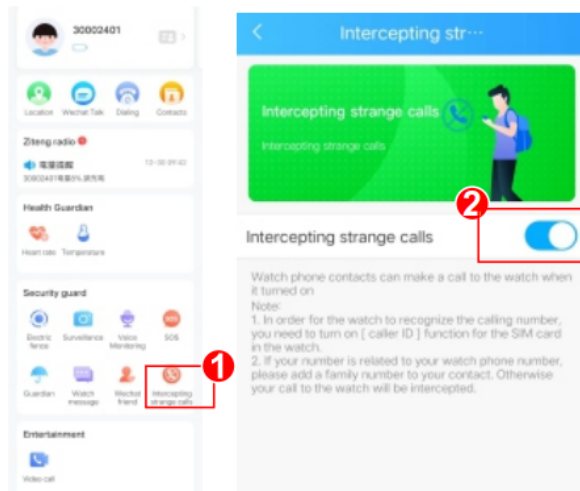 30002401
Location Wechat Talk Dialing Contacts
Ziteng radio
Health Guardian
Heart rate Temperature
Security guard
Electric fence Surveillance Voice Monitoring SOS
Guardian Watch message Wechat friend Intercepting strange calls
1
Entertainment
Video call
Intercepting str···
Intercepting strange calls
Intercepting strange calls
2
Intercepting strange calls
Watch phone contacts can make a call to the watch when
it turned on
Note:
1. In order for the watch to recognize the calling number,
you need to turn on [ caller ID ] function for the SIM card
in the watch.
2. If your number is related to your watch phone number,
please add a family number to your contact. Otherwise
your call to the watch will be intercepted.